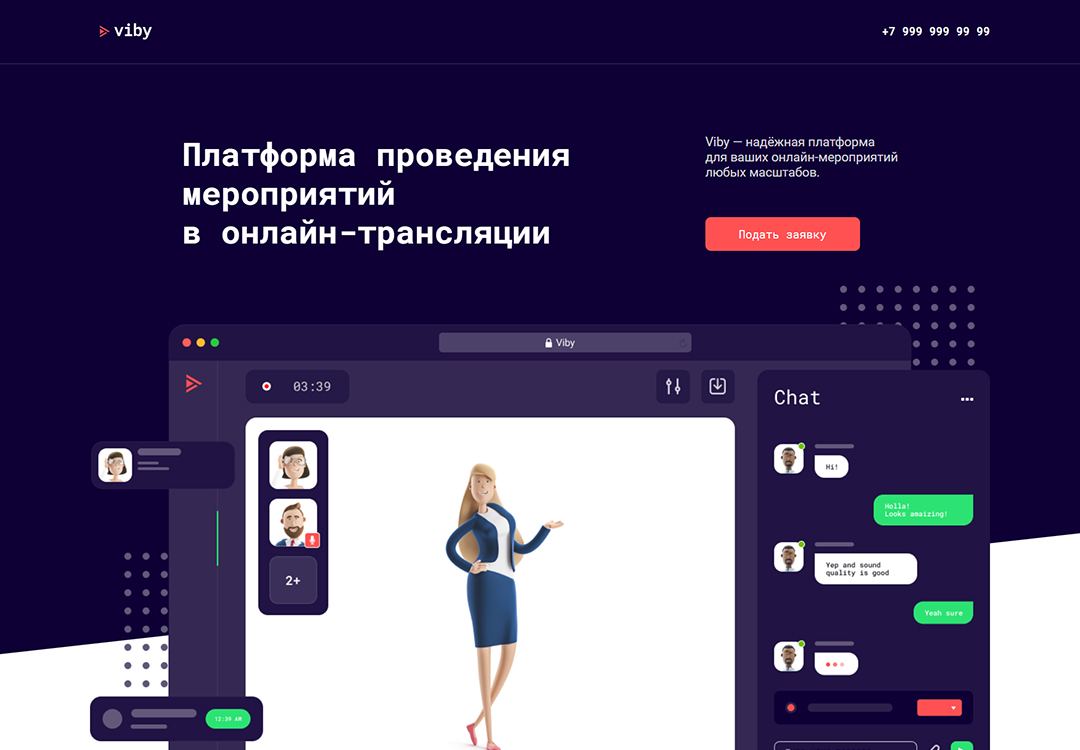 viby
+7 999 999 99 99
Платформа проведения
мероприятий
в онлайн-трансляции
Viby — надёжная платформа
для ваших онлайн-мероприятий
любых масштабов.
Подать заявку
Viby
03:39
Chat
Hi!
Holla!
Looks amaizing!
Yep and sound
quality is good
2+
Yeah sure
12:39 AM